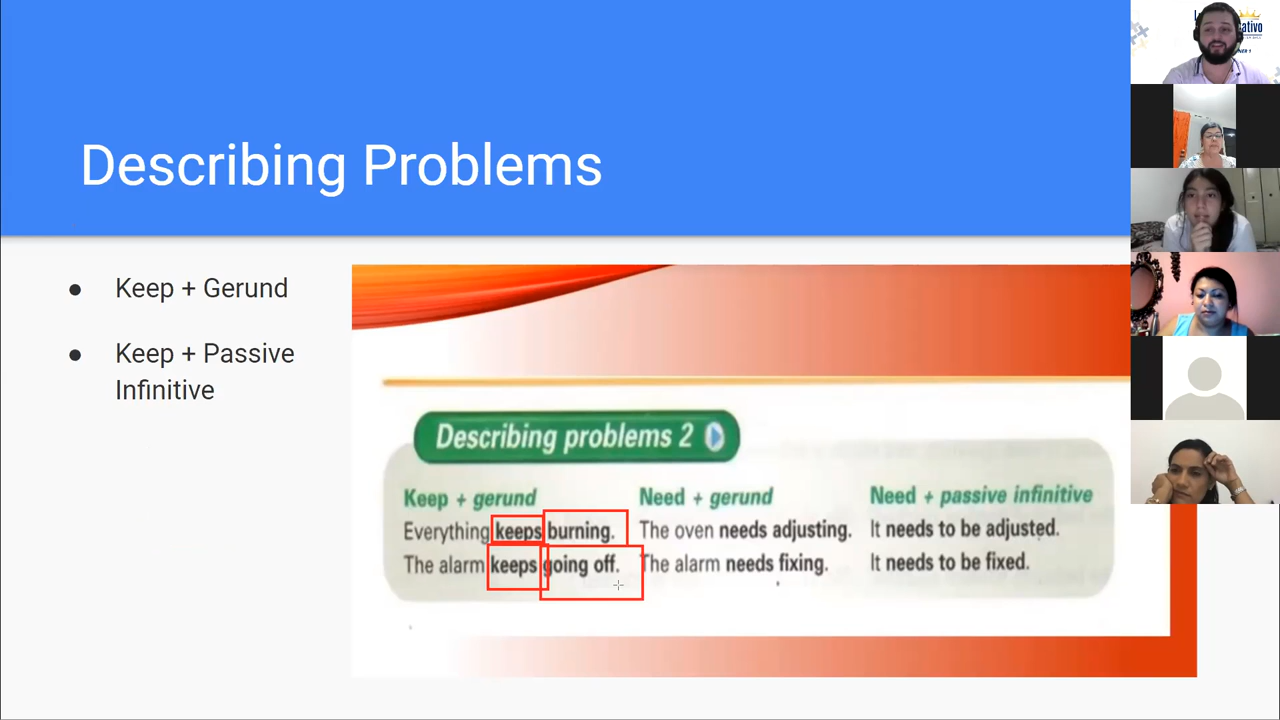 Describing Problems
● Keep + Gerund
● Keep + Passive
Infinitive
Describing problems 2
Keep + gerund
Everything keeps burning.
The alarm keeps going off.
Need + gerund
The oven needs adjusting.
The alarm needs fixing.
Need + passive infinitive
It needs to be adjusted.
It needs to be fixed.